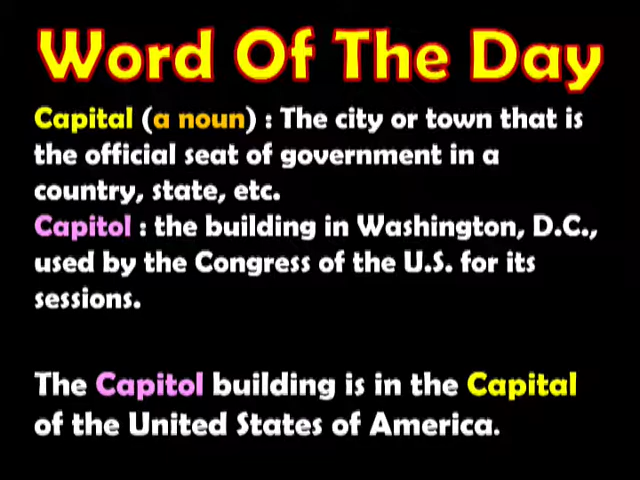 Word Of The Day
Capital (a noun) : The city or town that is
the official seat of government in a
country, state, etc.
Capitol : the building in Washington, D.C.,
used by the Congress of the U.S. for its
sessions.
The Capitol building is in the Capital
of the United States of America.